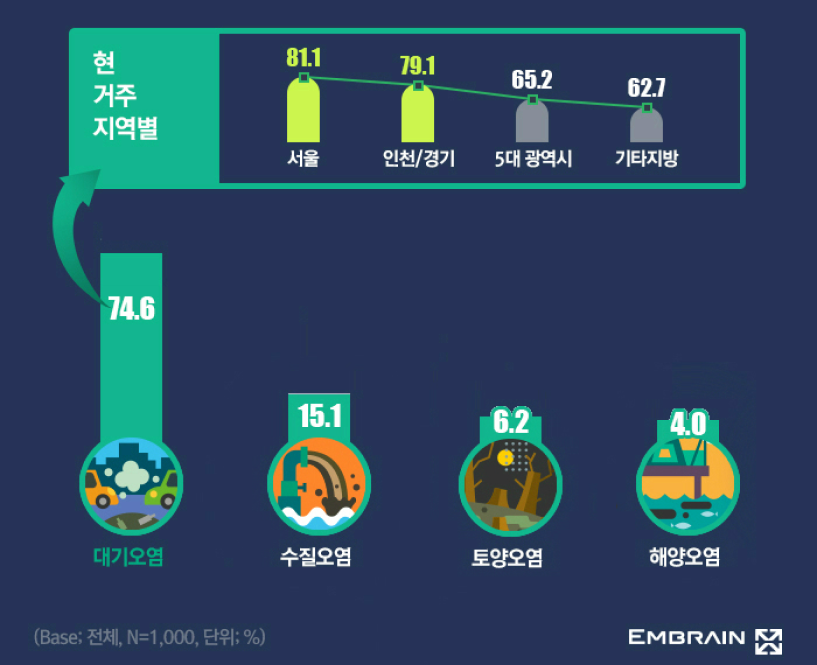 현
거주
지역별
81.1
79.1
65.2
62.7
서울
인천/경기
5대 광역시
기타지방
74.6
15.1
6.2
4.0
대기오염
수질오염
토양오염
해양오염
(Base; 전체, N=1,000, 단위; %)
EMBRAIN